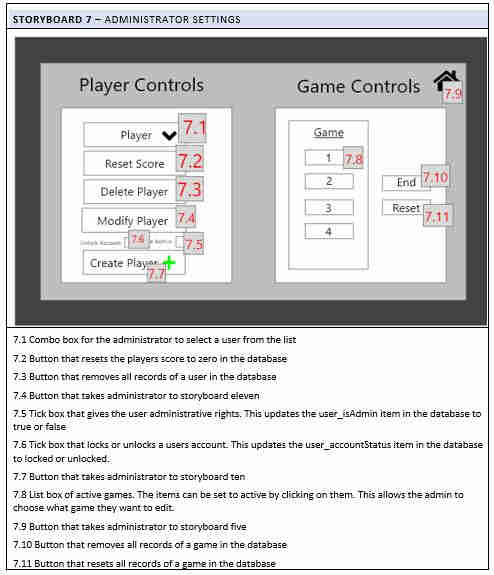 STORYBOARD 7 – ADMINISTRATOR SETTINGS
Player Controls
Game Controls
7.9
Player
7.1
Reset Score
7.2
Delete Player
7.3
Modify Player
7.4
Unlock Account
7.6
7.5
Create Player
7.7
Game
1
7.8
2
3
4
End
7.10
Reset
7.11
7.1 Combo box for the administrator to select a user from the list
7.2 Button that resets the players score to zero in the database
7.3 Button that removes all records of a user in the database
7.4 Button that takes administrator to storyboard eleven
7.5 Tick box that gives the user administrative rights. This updates the user_isAdmin item in the database to
true or false
7.6 Tick box that locks or unlocks a users account. This updates the user_accountStatus item in the database
to locked or unlocked.
7.7 Button that takes administrator to storyboard ten
7.8 List box of active games. The items can be set to active by clicking on them. This allows the admin to
choose what game they want to edit.
7.9 Button that takes administrator to storyboard five
7.10 Button that removes all records of a game in the database
7.11 Button that resets all records of a game in the database